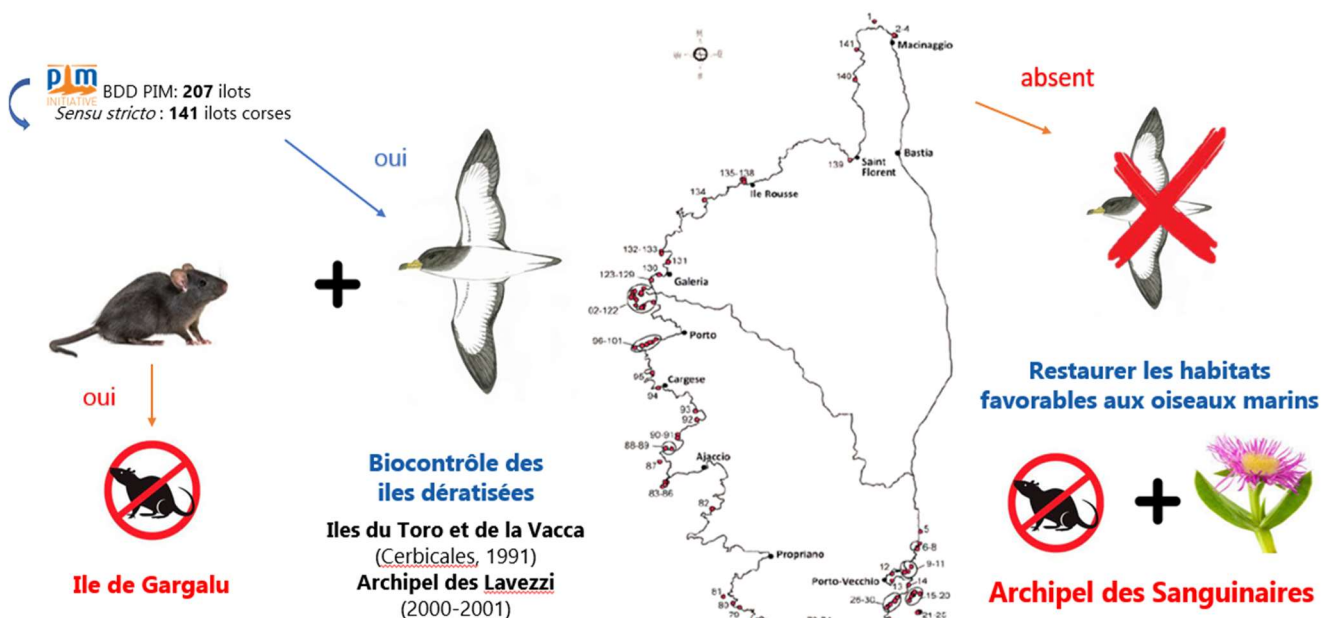 PIM
INITIATIVE
BDD PIM: 207 ilots
Sensu stricto : 141 ilots corses
oui
oui
Ile de Gargalu
Biocontrôle des
iles dératisées
Iles du Toro et de la Vacca
(Cerbicales, 1991)
Archipel des Lavezzi
(2000-2001)
N
1
2-4
Macinaggio
141
140
Bastia
139
Saint
Florent
135-138
Ile Rousse
134
132-133
131
130
123-129
Galeria
02-122
Porto
96-101
95
Cargese
94
93
92
90-91
88-89
87
Ajaccio
83-86
82
Propriano
5
6-8
9-11
12
13
14
Porto-Vecchio
15-20
26-30
21-25
81
80
79
absent
Restaurer les habitats
favorables aux oiseaux marins
Archipel des Sanguinaires